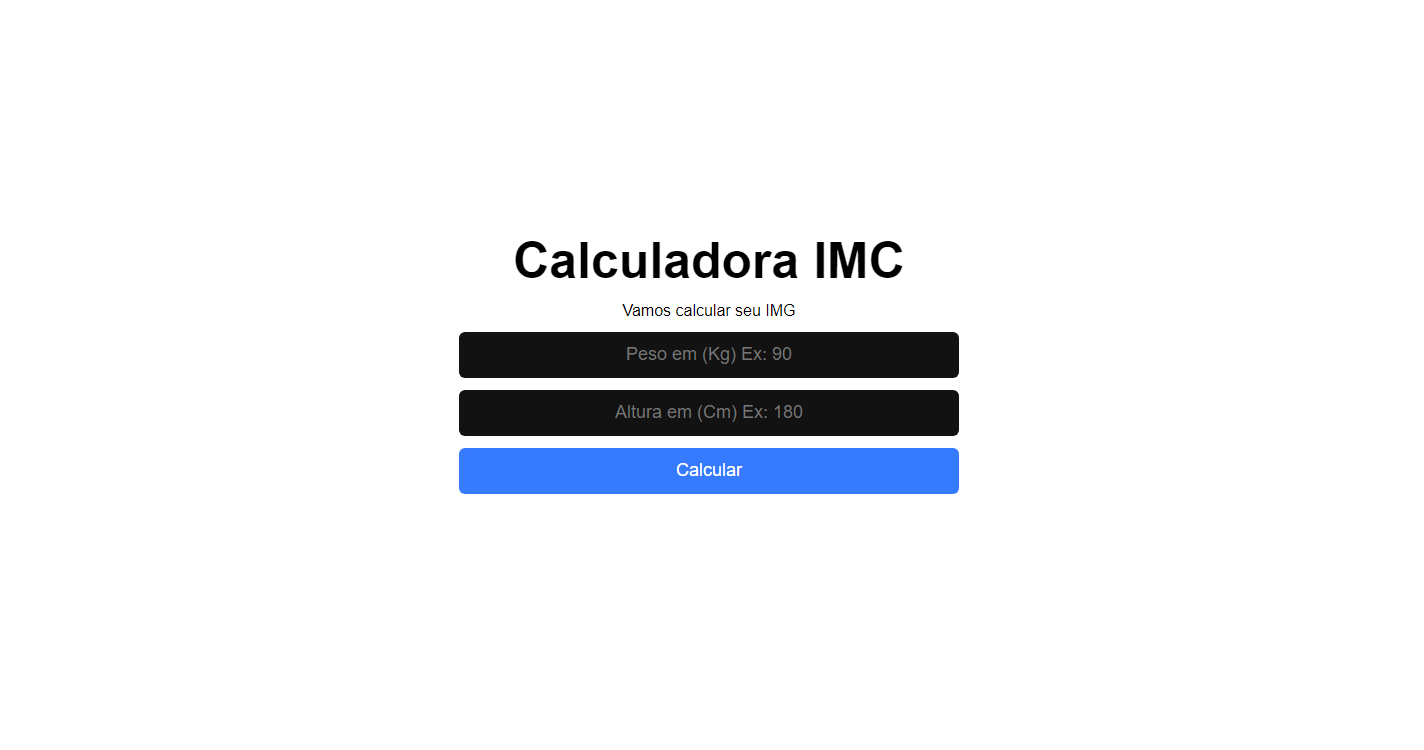 Calculadora IMC
Vamos calcular seu IMG
Peso em (Kg) Ex: 90
Altura em (Cm) Ex: 180
Calcular